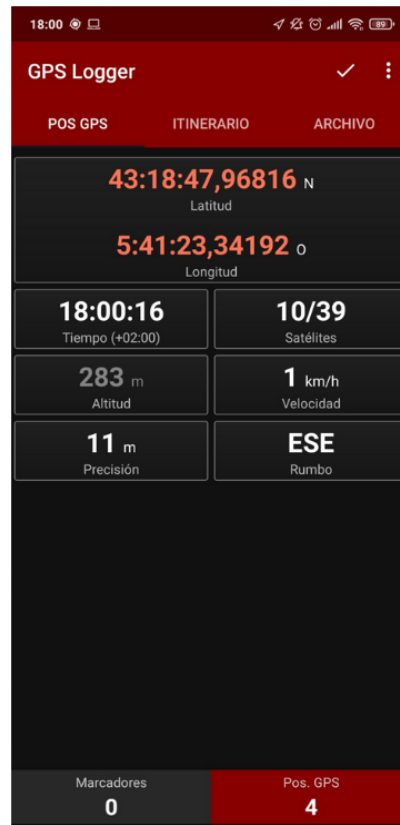 18:00 89
GPS Logger
POS GPS ITINERARIO ARCHIVO
43:18:47,96816 N
Latitud
5:41:23,34192 O
Longitud
18:00:16 10/39
Tiempo (+02:00) Satélites
283 m 1 km/h
Altitud Velocidad
11 m ESE
Precisión Rumbo
Marcadores Pos. GPS
0 4